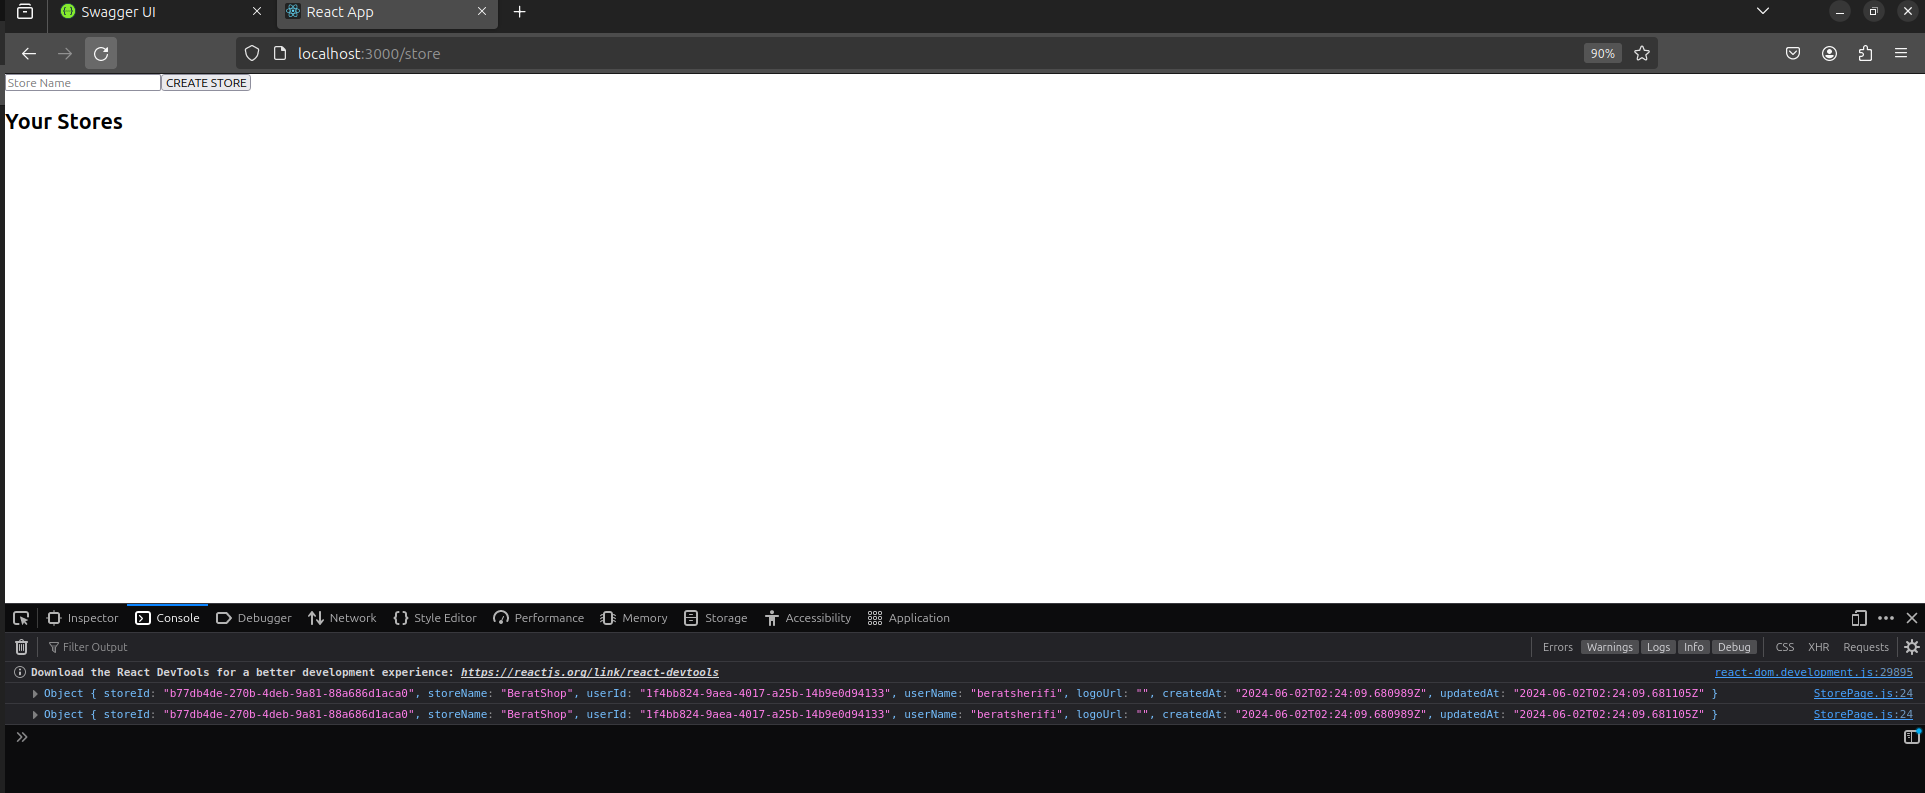 Swagger UI
React App
localhost:3000/store
90%
Store Name
CREATE STORE
Your Stores
Inspector Console Debugger Network Style Editor Performance Memory Storage Accessibility Application
Filter Output
Errors Warnings Logs Info Debug CSS XHR Requests
Download the React DevTools for a better development experience: https://reactjs.org/link/react-devtools react-dom.development.js:29895
Object { storeId: "b77db4de-270b-4deb-9a81-88a686d1aca0", storeName: "BeratShop", userId: "1f4bb824-9aea-4017-a25b-14b9e0d94133", userName: "beratsherifi", logoUrl: "", createdAt: "2024-06-02T02:24:09.680989Z", updatedAt: "2024-06-02T02:24:09.681105Z" } StorePage.js:24
Object { storeId: "b77db4de-270b-4deb-9a81-88a686d1aca0", storeName: "BeratShop", userId: "1f4bb824-9aea-4017-a25b-14b9e0d94133", userName: "beratsherifi", logoUrl: "", createdAt: "2024-06-02T02:24:09.680989Z", updatedAt: "2024-06-02T02:24:09.681105Z" } StorePage.js:24